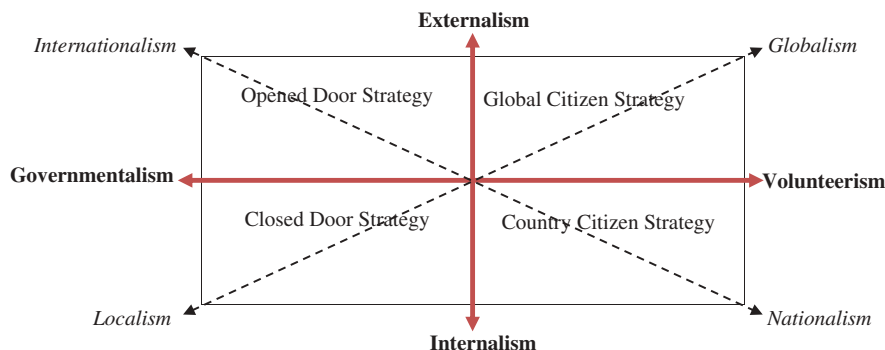 Externalism
Internationalism
Globalism
Opened Door Strategy
Global Citizen Strategy
Governmentalism
Volunteerism
Closed Door Strategy
Country Citizen Strategy
Localism
Nationalism
Internalism